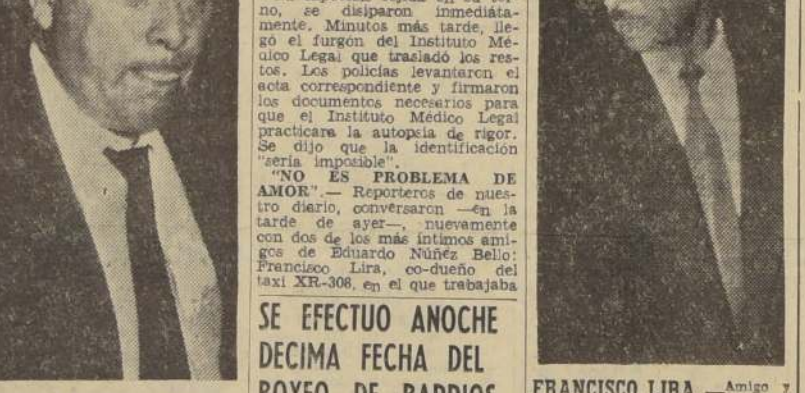 no, se disiparon inmediáta-
mente. Minutos más tarde, lle-
gó el furgón del Instituto Mé-
dico Legal que trasladó los res-
tos. Los policías levantaron el
acta correspondiente y firmaron
los documentos necesarios para
que el Instituto Médico Legal
practicara la autopsia de rigor.
Se dijo que la identificación
"sería imposible".
"NO ES PROBLEMA DE
AMOR".— Reporteros de nues-
tro diario, conversaron —en la
tarde de ayer—, nuevamente
con dos de los más íntimos ami-
gos de Eduardo Núñez Bello:
Francisco Lira, co-dueño del
taxi XR-308, en el que trabajaba
SE EFECTUO ANOCHE
DECIMA FECHA DEL
BOXEO DE BARRIOS
FRANCISCO LIRA.—Amigo y